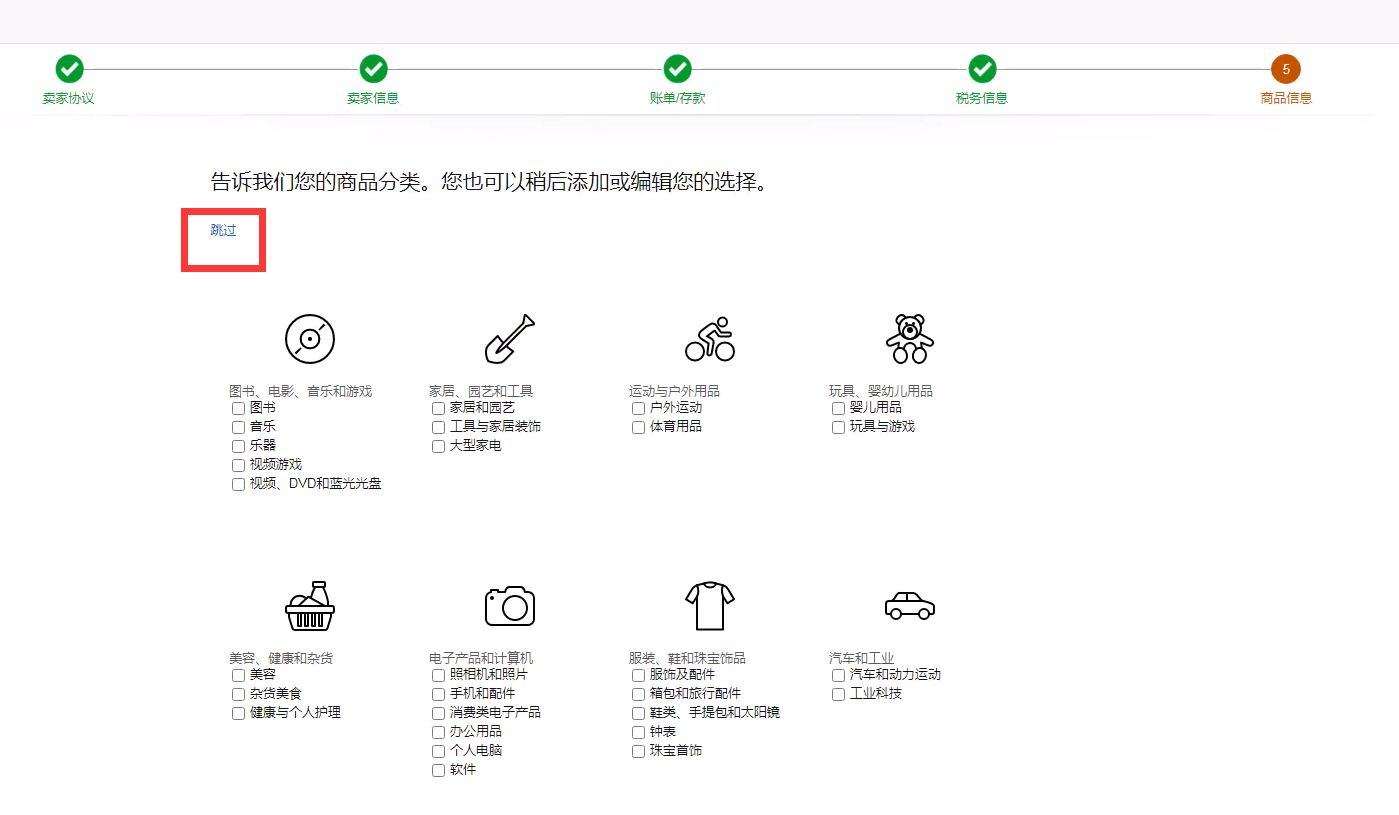 卖家协议
卖家信息
账单/存款
税务信息
5
商品信息
告诉我们您的商品分类。您也可以稍后添加或编辑您的选择。
跳过
图书、电影、音乐和游戏
图书
音乐
乐器
视频游戏
视频、DVD和蓝光光盘
家居、园艺和工具
家居和园艺
工具与家居装饰
大型家电
运动与户外用品
户外运动
体育用品
玩具、婴幼儿用品
婴儿用品
玩具与游戏
美容、健康和杂货
美容
杂货美食
健康与个人护理
电子产品和计算机
照相机和照片
手机和配件
消费类电子产品
办公用品
个人电脑
软件
服装、鞋和珠宝饰品
服饰及配件
箱包和旅行配件
鞋类、手提包和太阳镜
钟表
珠宝首饰
汽车和工业
汽车和动力运动
工业科技